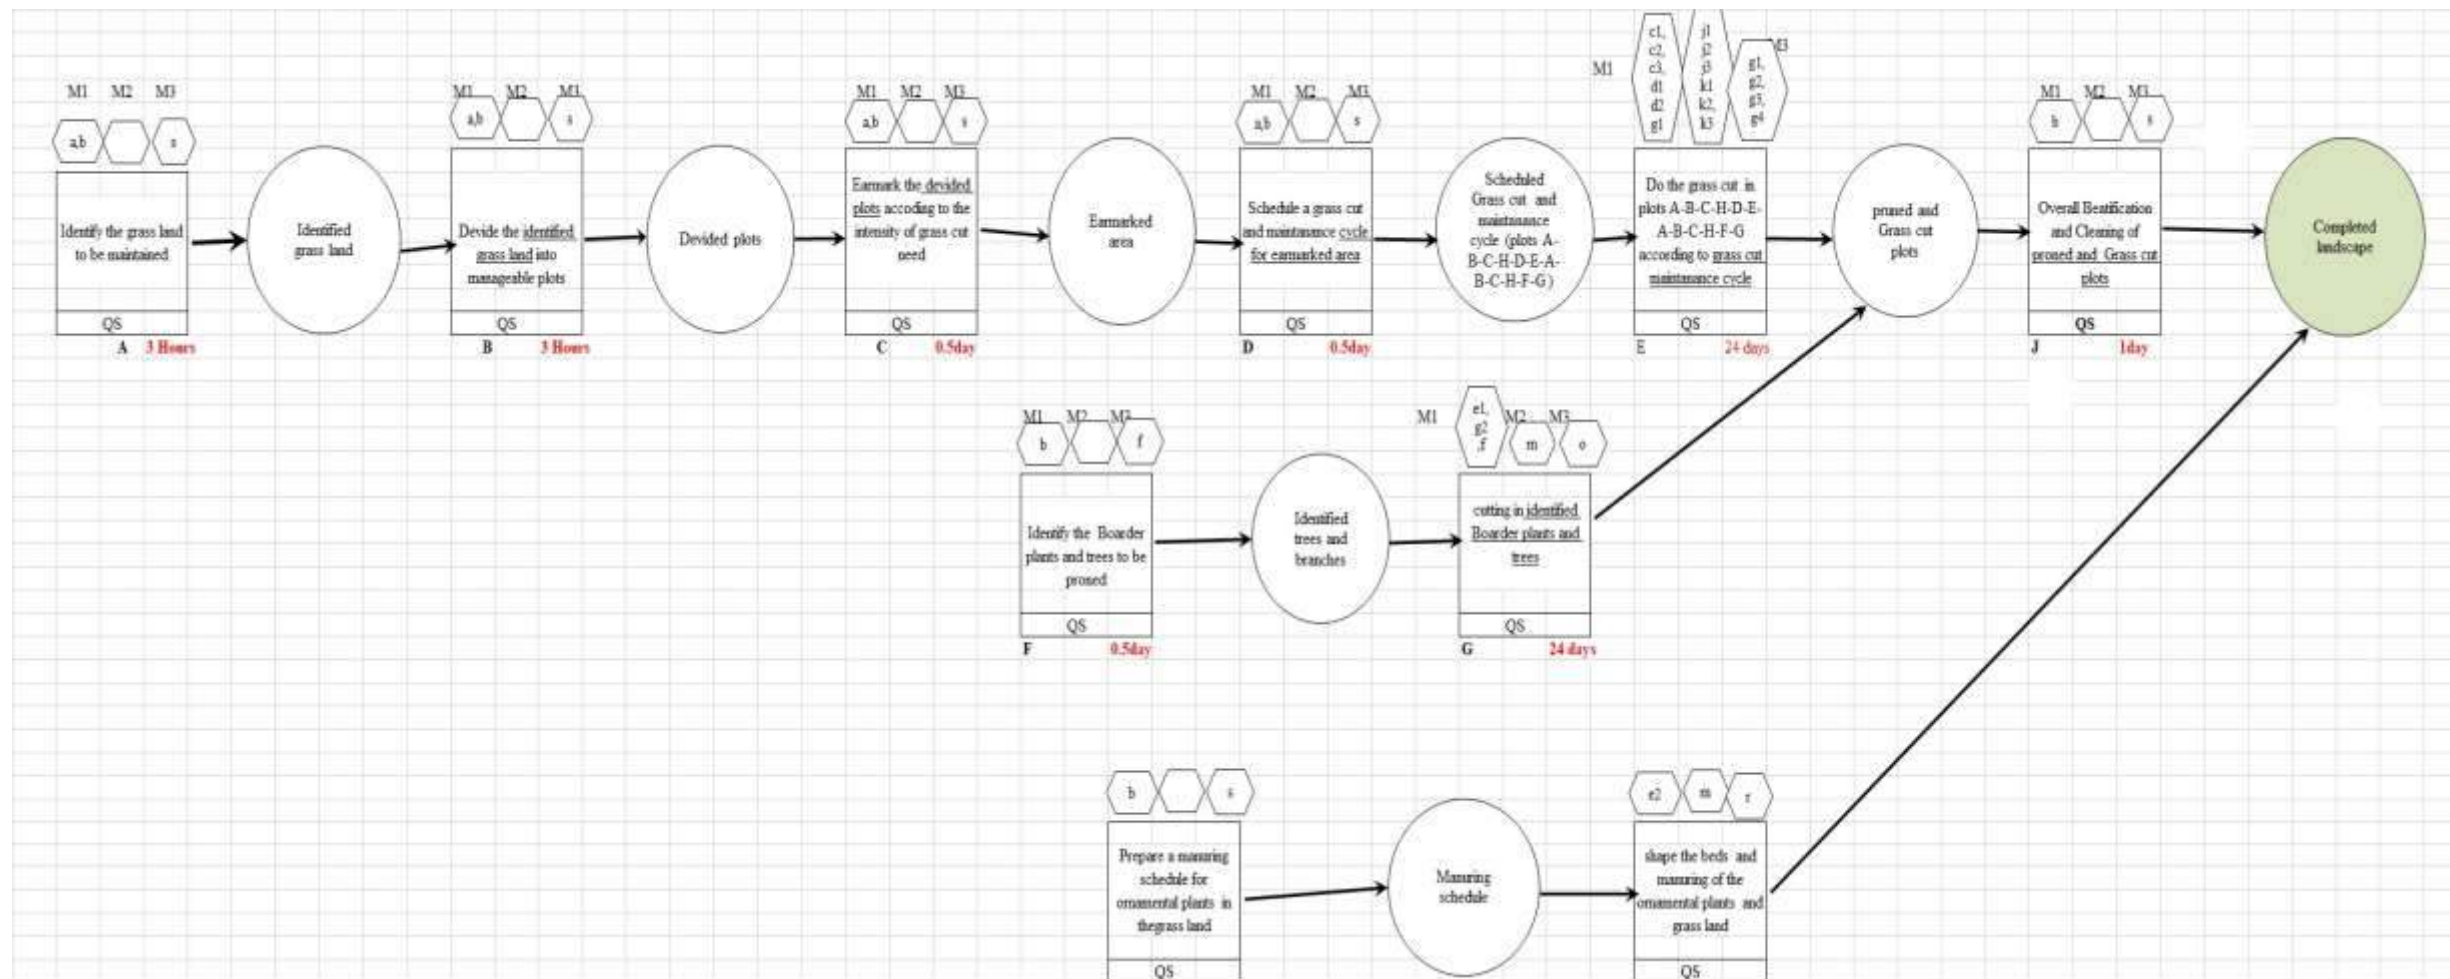 M1 M2 M3
a,b
s
Identify the grass land
to be maintained
QS
A 3 Hours
Identified
grass land
M1 M2 M3
a,b
s
Devide the identified
grass land into
manageable plots
QS
B 3 Hours
Devided plots
M1 M2 M3
a,b
s
Earmark the devided
plots accoding to the
intensity of grass cut
need
QS
C 0.5day
Earmarked
area
M1 M2 M3
a,b
s
Schedule a grass cut
and maintanance cycle
for earmarked area
QS
D 0.5day
Scheduled
Grass cut and
maintanance
cycle (plots A-
B-C-H-D-E-A-
B-C-H-F-G )
M1
c1,
c2,
c3,
d1
d2
g1
j1
j2
j3
k1
k2,
k3
M3
g1,
g2,
g3,
g4
Do the grass cut in
plots A-B-C-H-D-E-
A-B-C-H-F-G
according to grass cut
maintanance cycle
QS
E 24 days
pruned and
Grass cut
plots
M1 M2 M3
b
s
Overall Beatification
and Cleaning of
proned and Grass cut
plots
QS
J 1day
Completed
landscape
M1 M2 M3
b
f
Identify the Boarder
plants and trees to be
proned
QS
F 0.5day
Identified
trees and
branches
M1
e1,
g2
,f
M2 M3
m
o
cutting in identified
Boarder plants and
trees
QS
G 24 days
b
s
Prepare a manuring
schedule for
ornamental plants in
thegrass land
QS
Manuring
schedule
e2
m
r
shape the beds and
manuring of the
ornamental plants and
grass land
QS